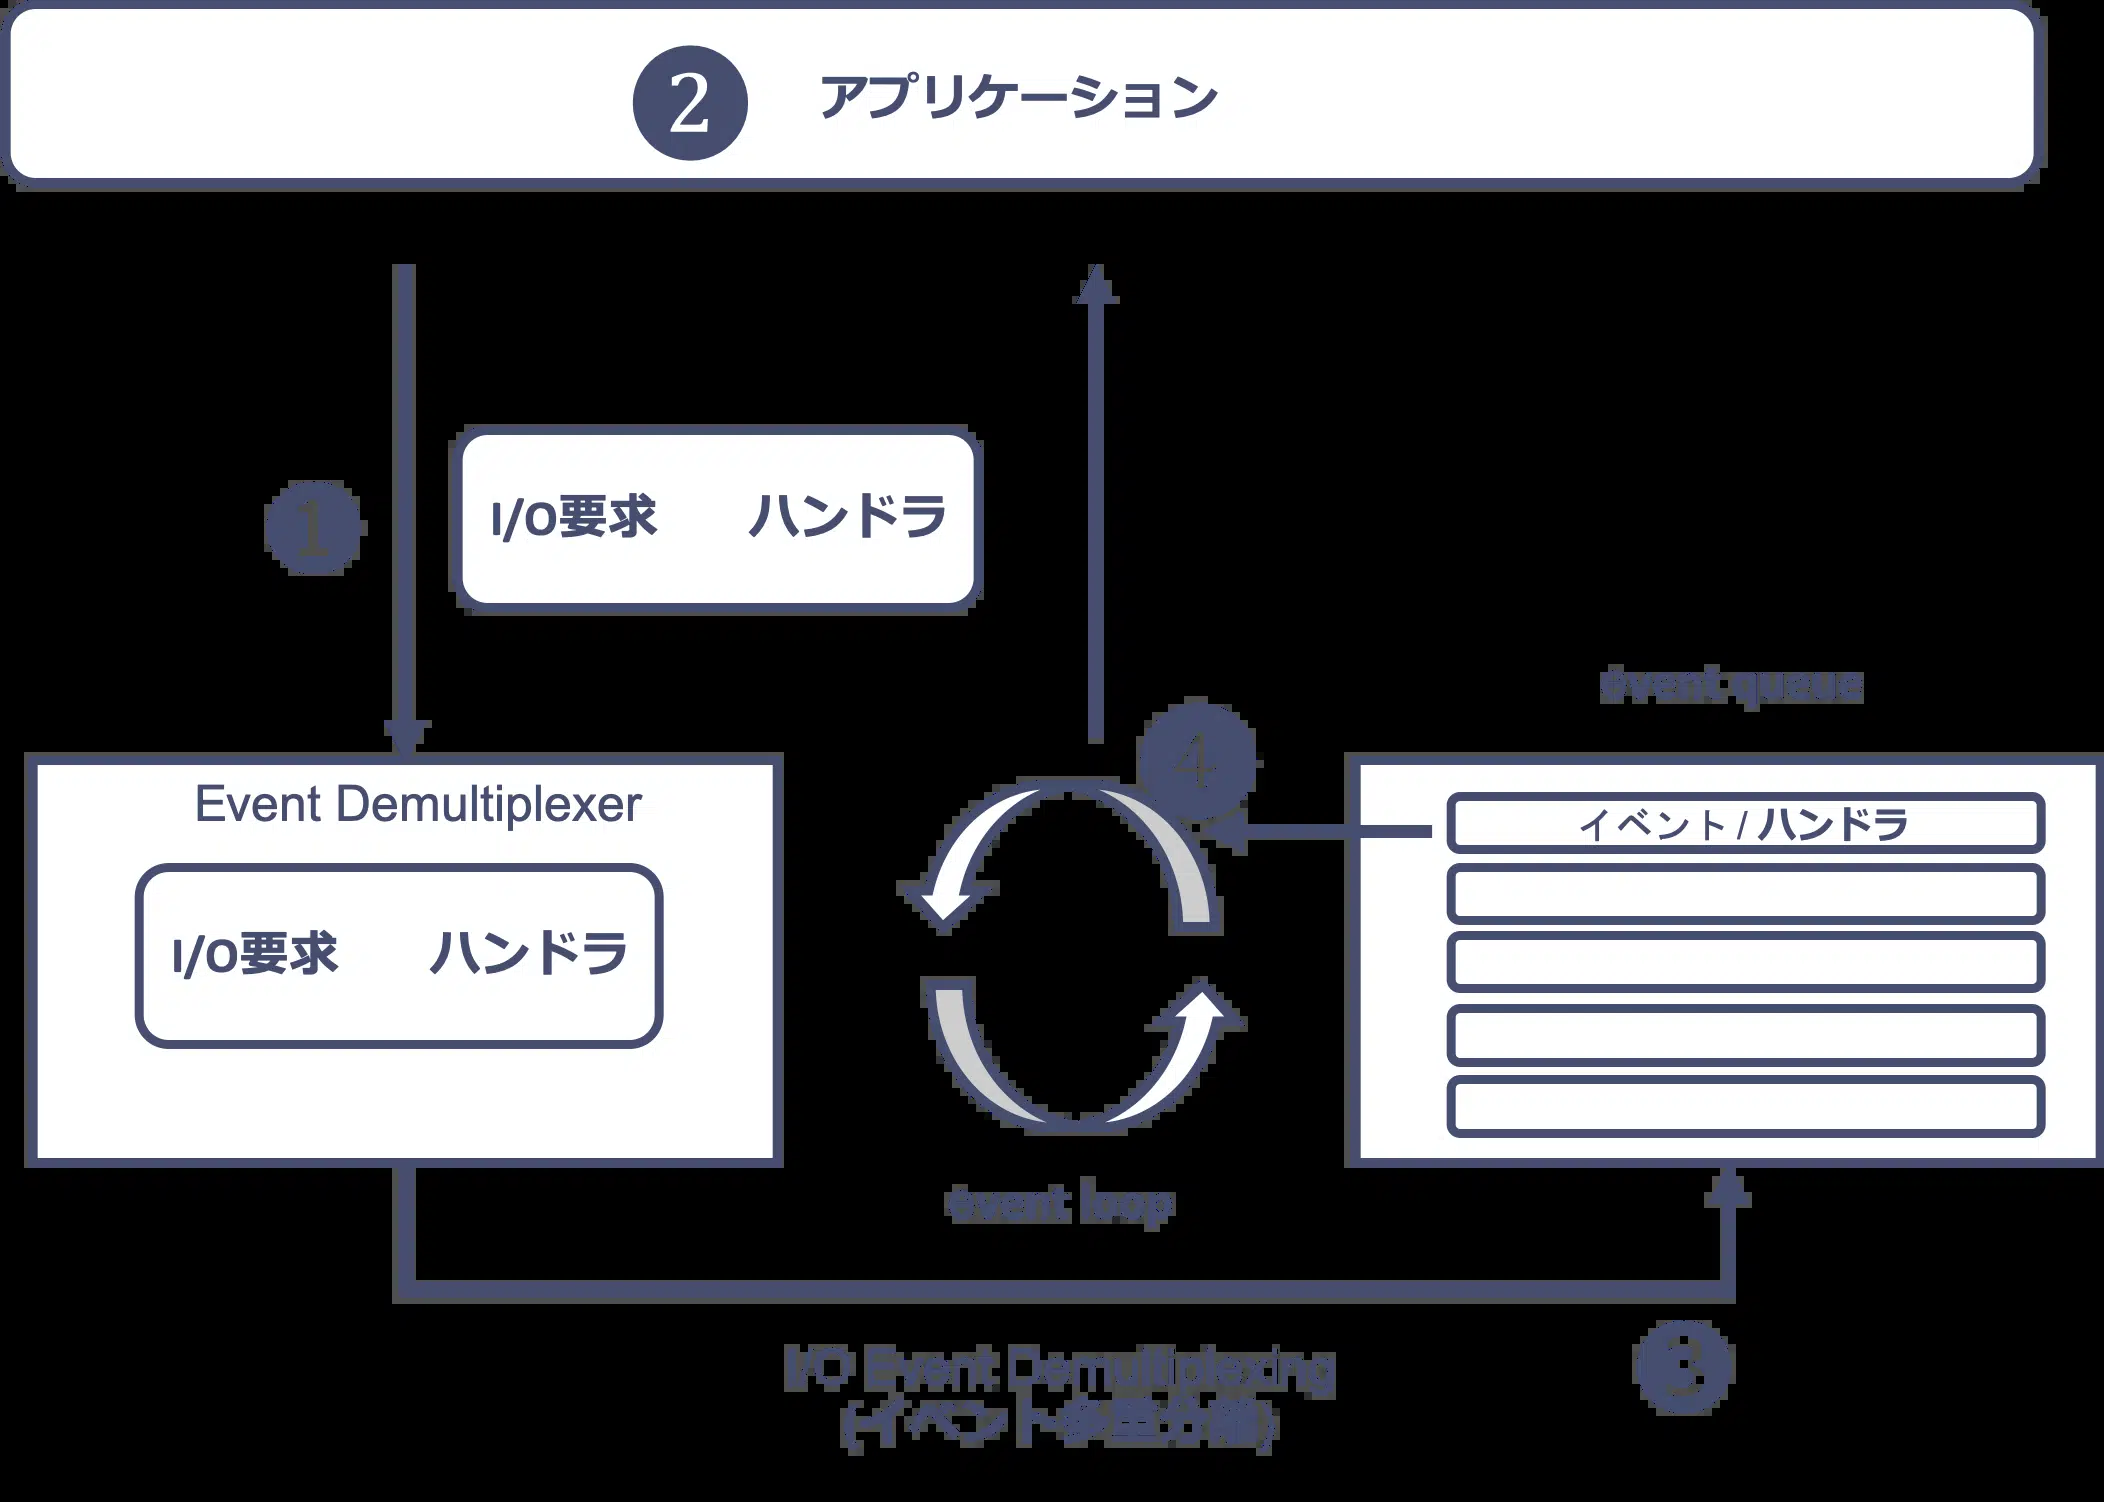 2 アプリケーション
1
I/O要求 ハンドラ
event queue
4
Event Demultiplexer
イベント / ハンドラ
I/O要求 ハンドラ
event loop
I/O Event Demultiplexing
3
(イベント多重分離)